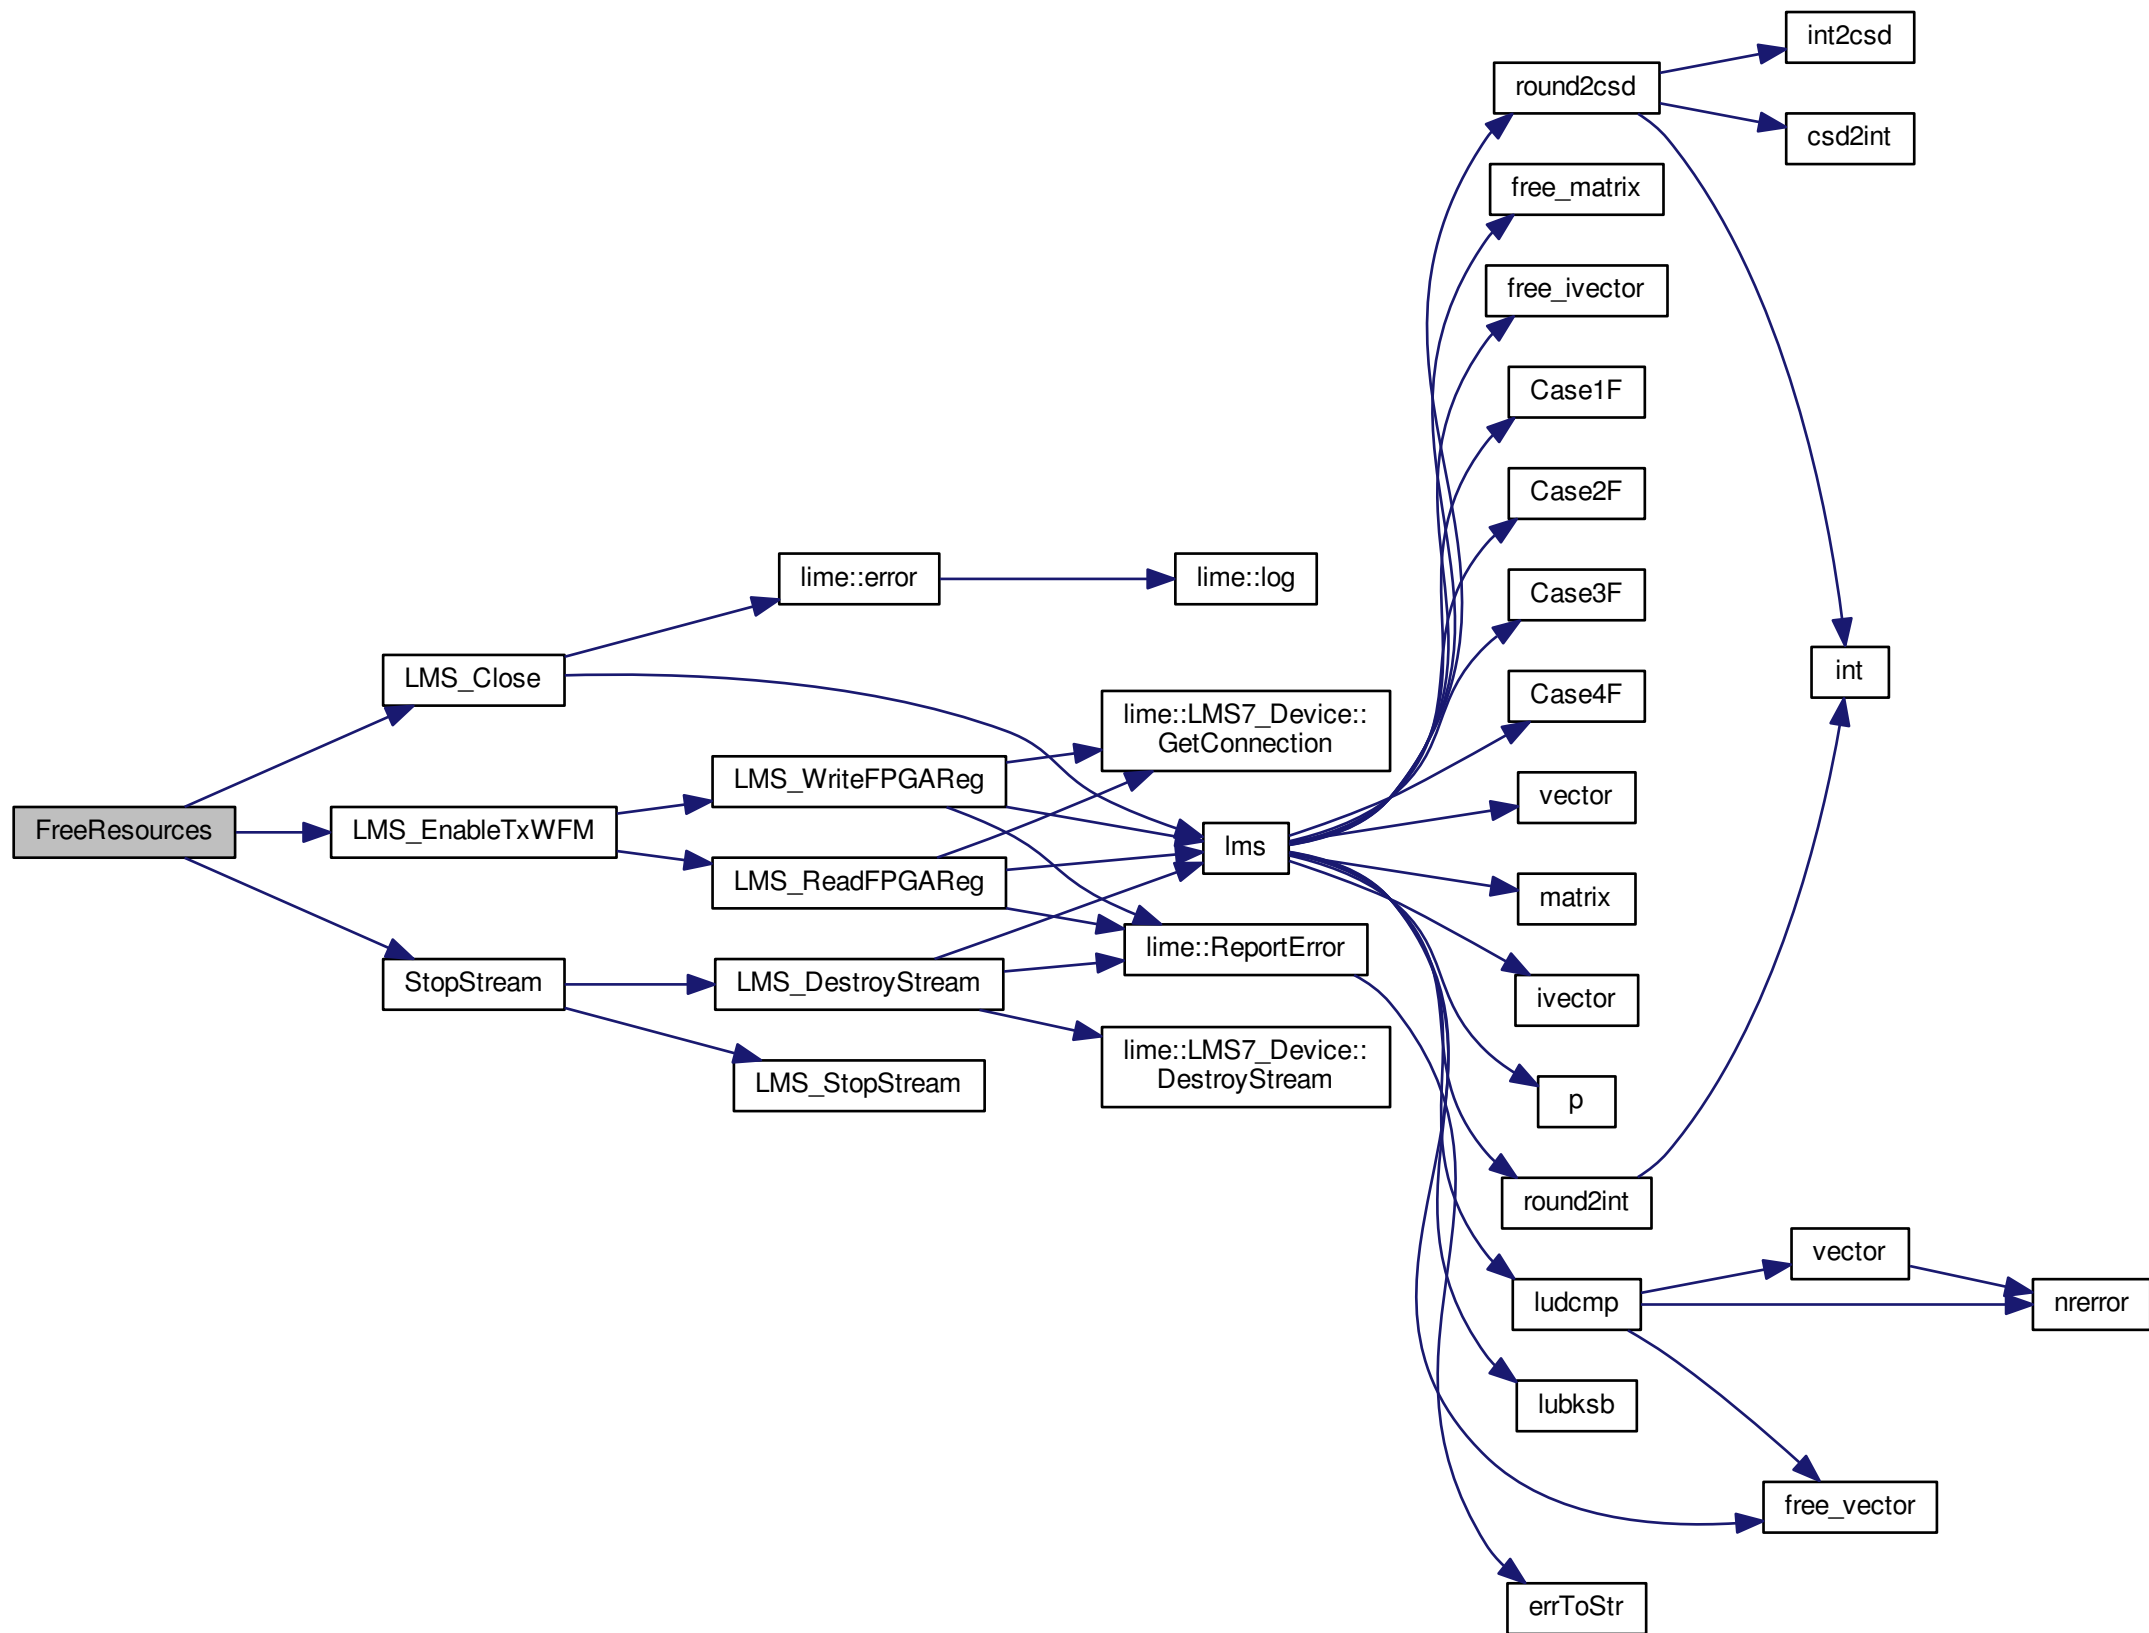 int2csd
round2csd
csd2int
free_matrix
free_ivector
Case1F
Case2F
lime::error
lime::log
Case3F
LMS_Close
Case4F
int
lime::LMS7_Device::
GetConnection
LMS_WriteFPGAReg
vector
FreeResources
LMS_EnableTxWFM
lms
LMS_ReadFPGAReg
matrix
lime::ReportError
StopStream
LMS_DestroyStream
ivector
lime::LMS7_Device::
DestroyStream
LMS_StopStream
p
round2int
vector
ludcmp
nrerror
lubksb
free_vector
errToStr